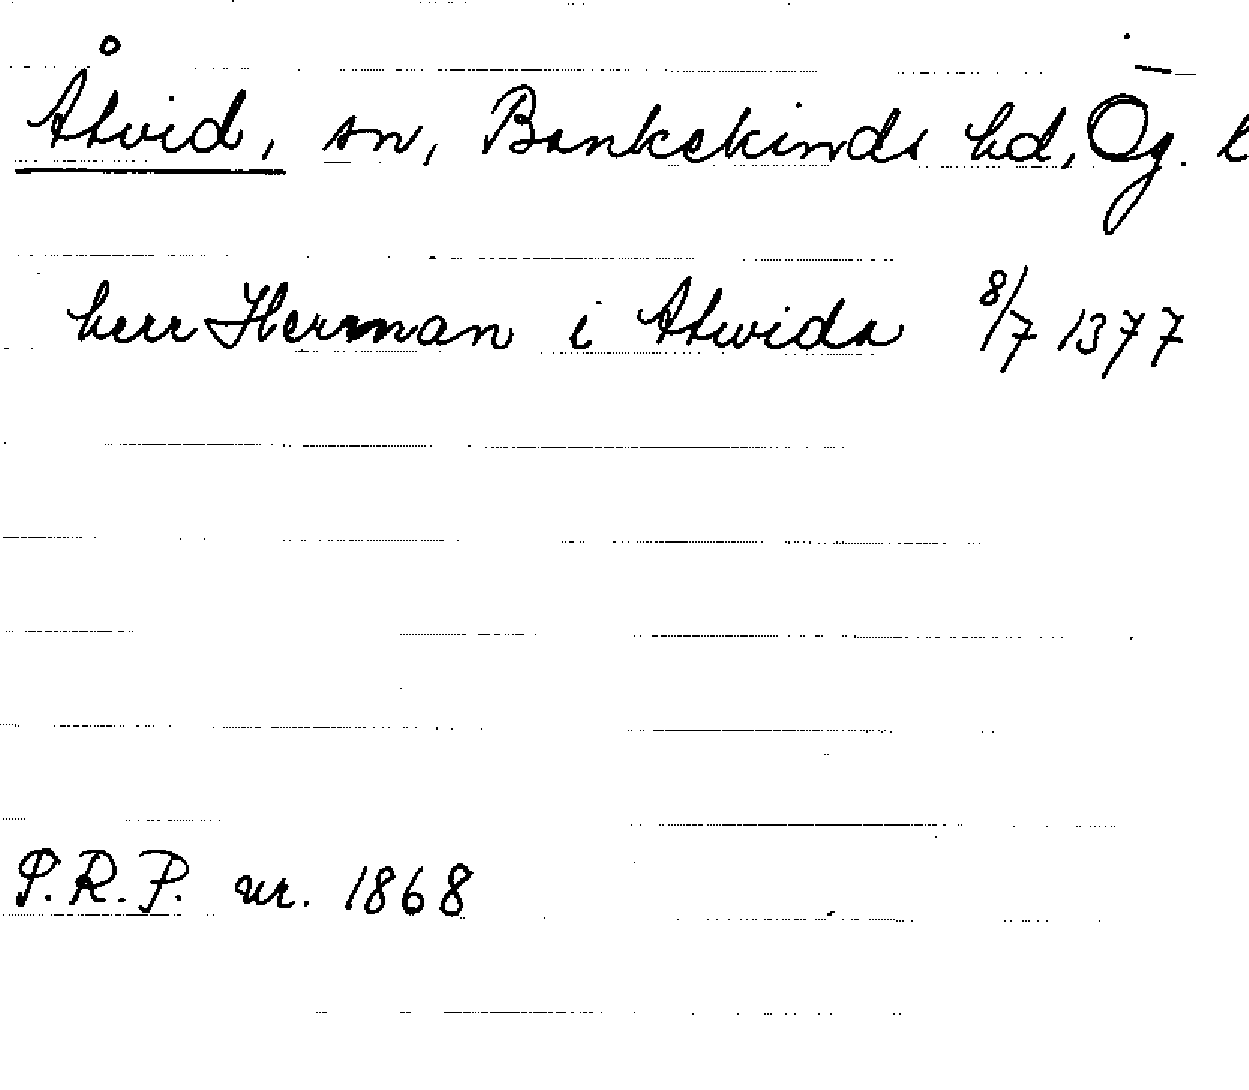 Åtvid, sn, Bankekinds hd, Ög. l
herr Herman i Atwida 8/7 1377
P.R.P. nr. 1868